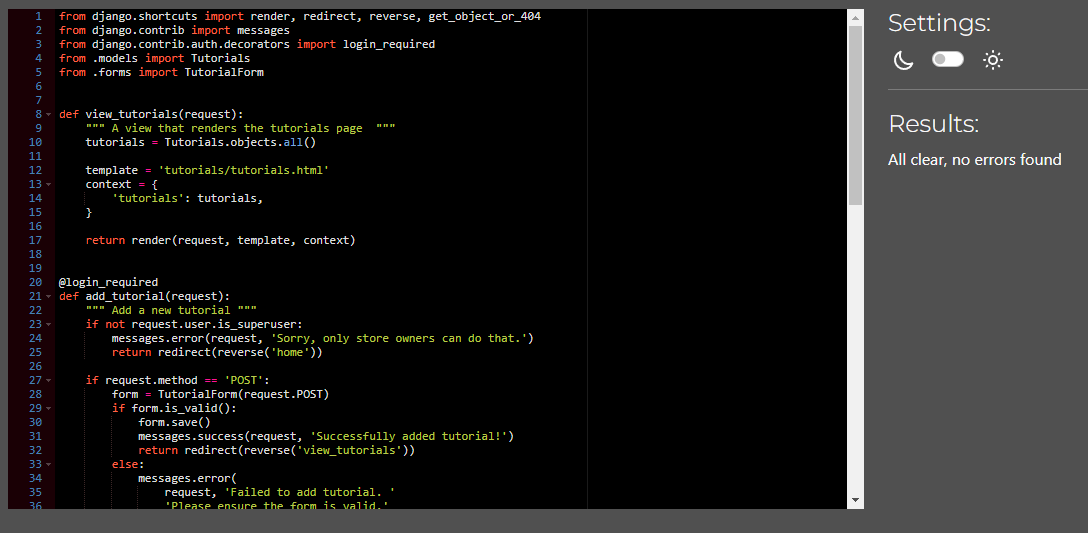 1 from django.shortcuts import render, redirect, reverse, get_object_or_404
2 from django.contrib import messages
3 from django.contrib.auth.decorators import login_required
4 from .models import Tutorials
5 from .forms import TutorialForm
6
7
8 def view_tutorials(request):
9     """ A view that renders the tutorials page  """
10     tutorials = Tutorials.objects.all()
11
12     template = 'tutorials/tutorials.html'
13     context = {
14         'tutorials': tutorials,
15     }
16
17     return render(request, template, context)
18
19
20 @login_required
21 def add_tutorial(request):
22     """ Add a new tutorial """
23     if not request.user.is_superuser:
24         messages.error(request, 'Sorry, only store owners can do that.')
25         return redirect(reverse('home'))
26
27     if request.method == 'POST':
28         form = TutorialForm(request.POST)
29         if form.is_valid():
30             form.save()
31             messages.success(request, 'Successfully added tutorial!')
32             return redirect(reverse('view_tutorials'))
33         else:
34             messages.error(
35                 request, 'Failed to add tutorial. '
36                 'Please ensure the form is valid.'
Settings:
Results:
All clear, no errors found